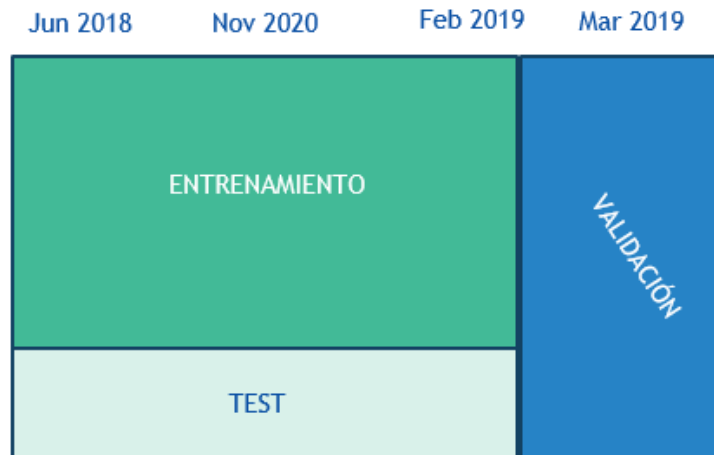 Jun 2018 Nov 2020 Feb 2019 Mar 2019
ENTRENAMIENTO
VALIDACIÓN
TEST